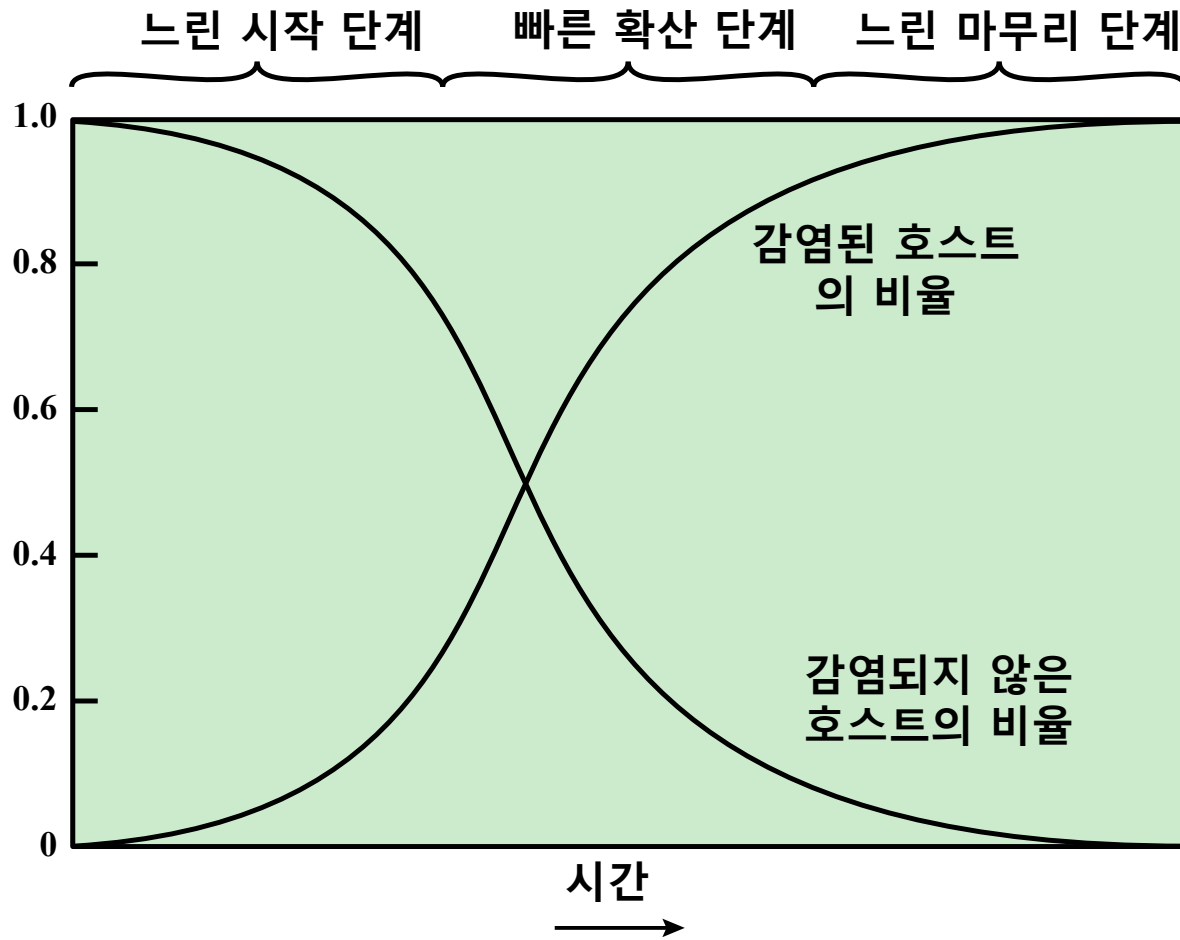 느린 시작 단계
빠른 확산 단계
느린 마무리 단계
1.0
0.8
0.6
0.4
0.2
0
감염된 호스트
의 비율
감염되지 않은
호스트의 비율
시간